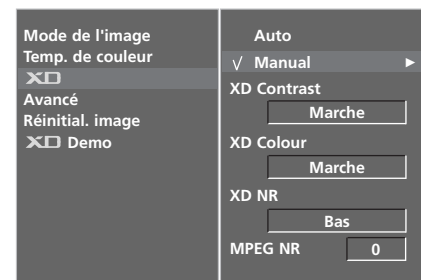 Mode de l'image
Temp. de couleur
XD
Avancé
Réinitial. image
XD Demo
Auto
√ Manual ►
XD Contrast
Marche
XD Colour
Marche
XD NR
Bas
MPEG NR 0